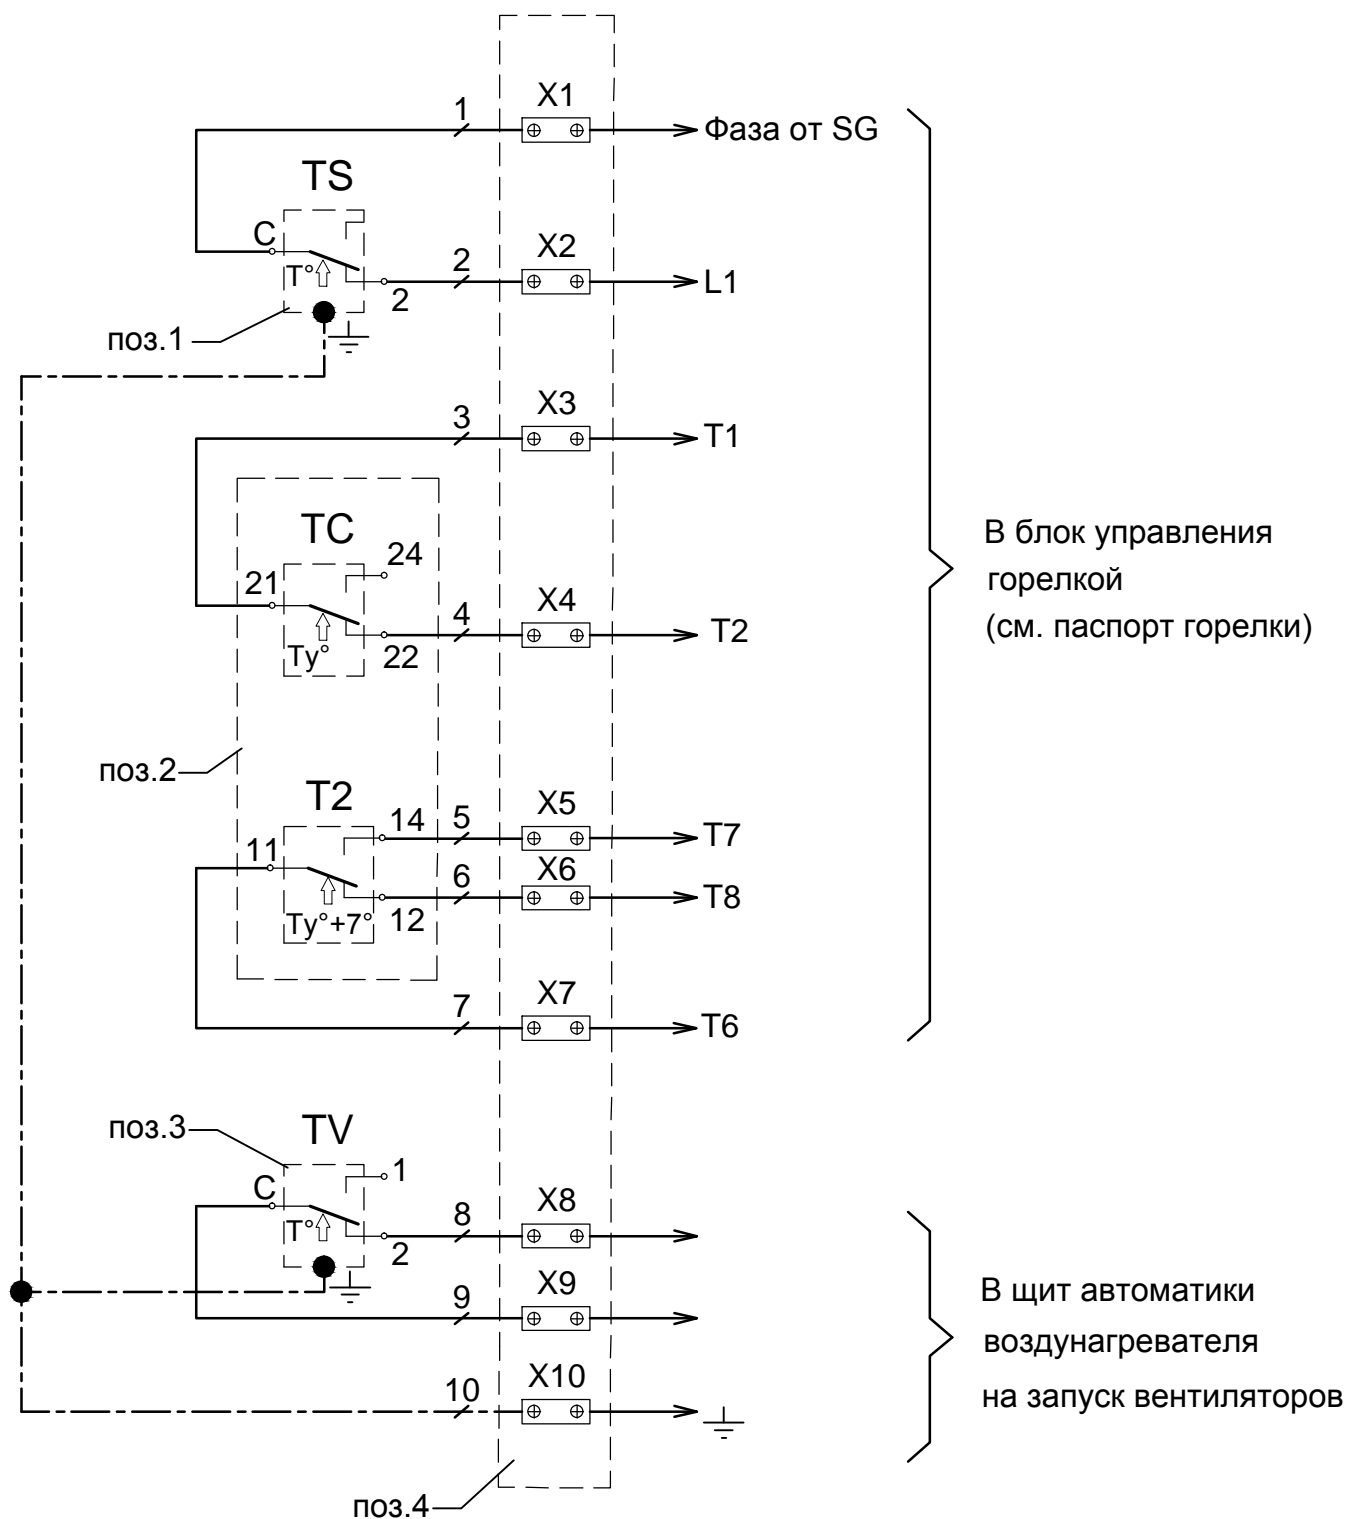 1
X1
Фаза от SG
TS
C
T°
2
2
X2
L1
поз.1
3
X3
T1
TC
24
21
Ty°
22
4
X4
T2
В блок управления
горелкой
(см. паспорт горелки)
поз.2
T2
14
5
X5
T7
11
Ty°+7°
12
6
X6
T8
7
X7
T6
поз.3
TV
1
C
T°
2
8
X8
9
X9
10
X10
В щит автоматики
воздунагревателя
на запуск вентиляторов
поз.4